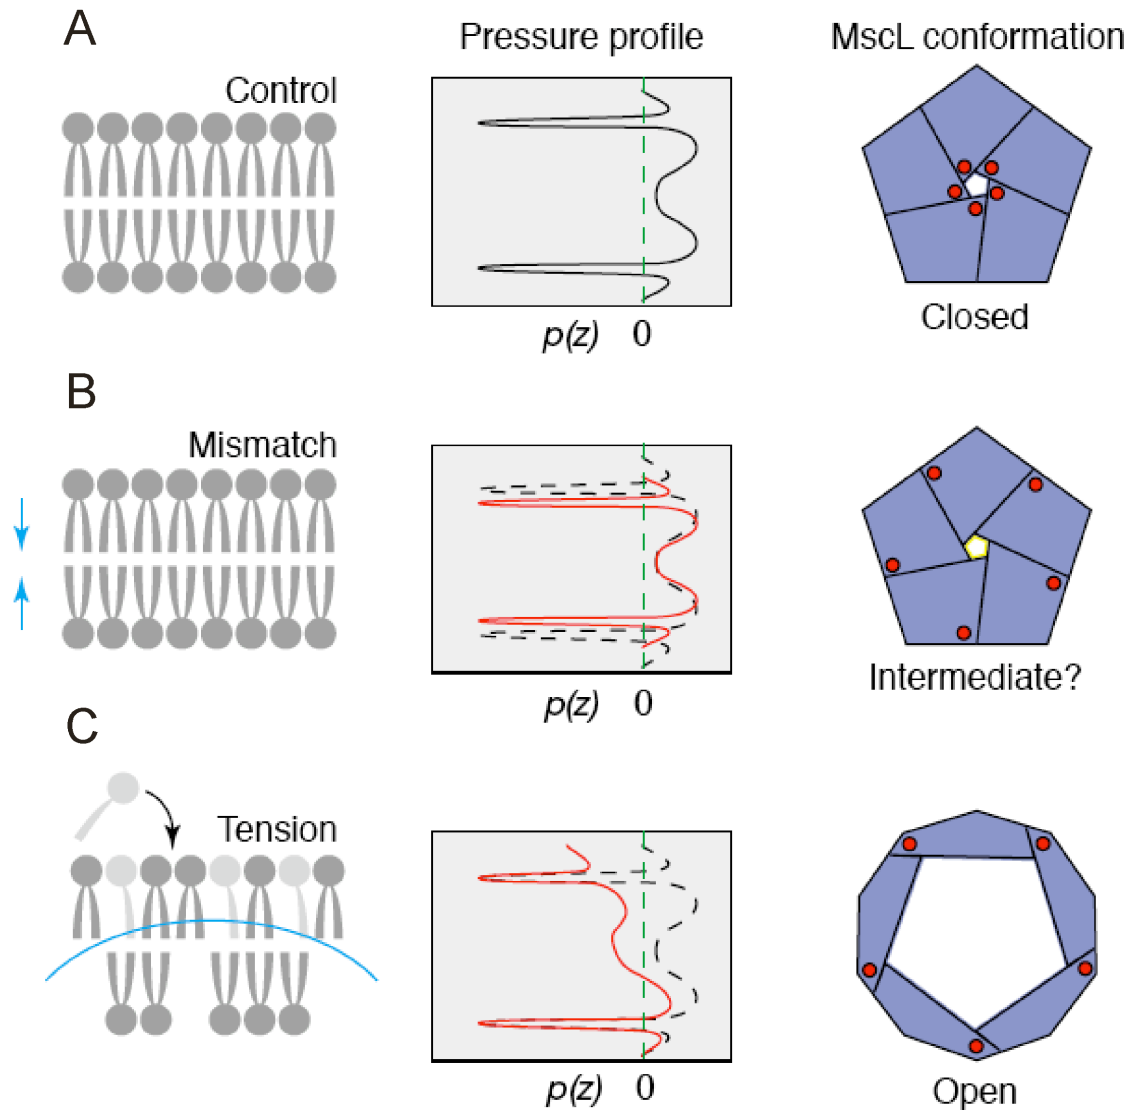 A
Pressure profile
MscL conformation
Control
p(z) 0
Closed
B
Mismatch
p(z) 0
Intermediate?
C
Tension
p(z) 0
Open